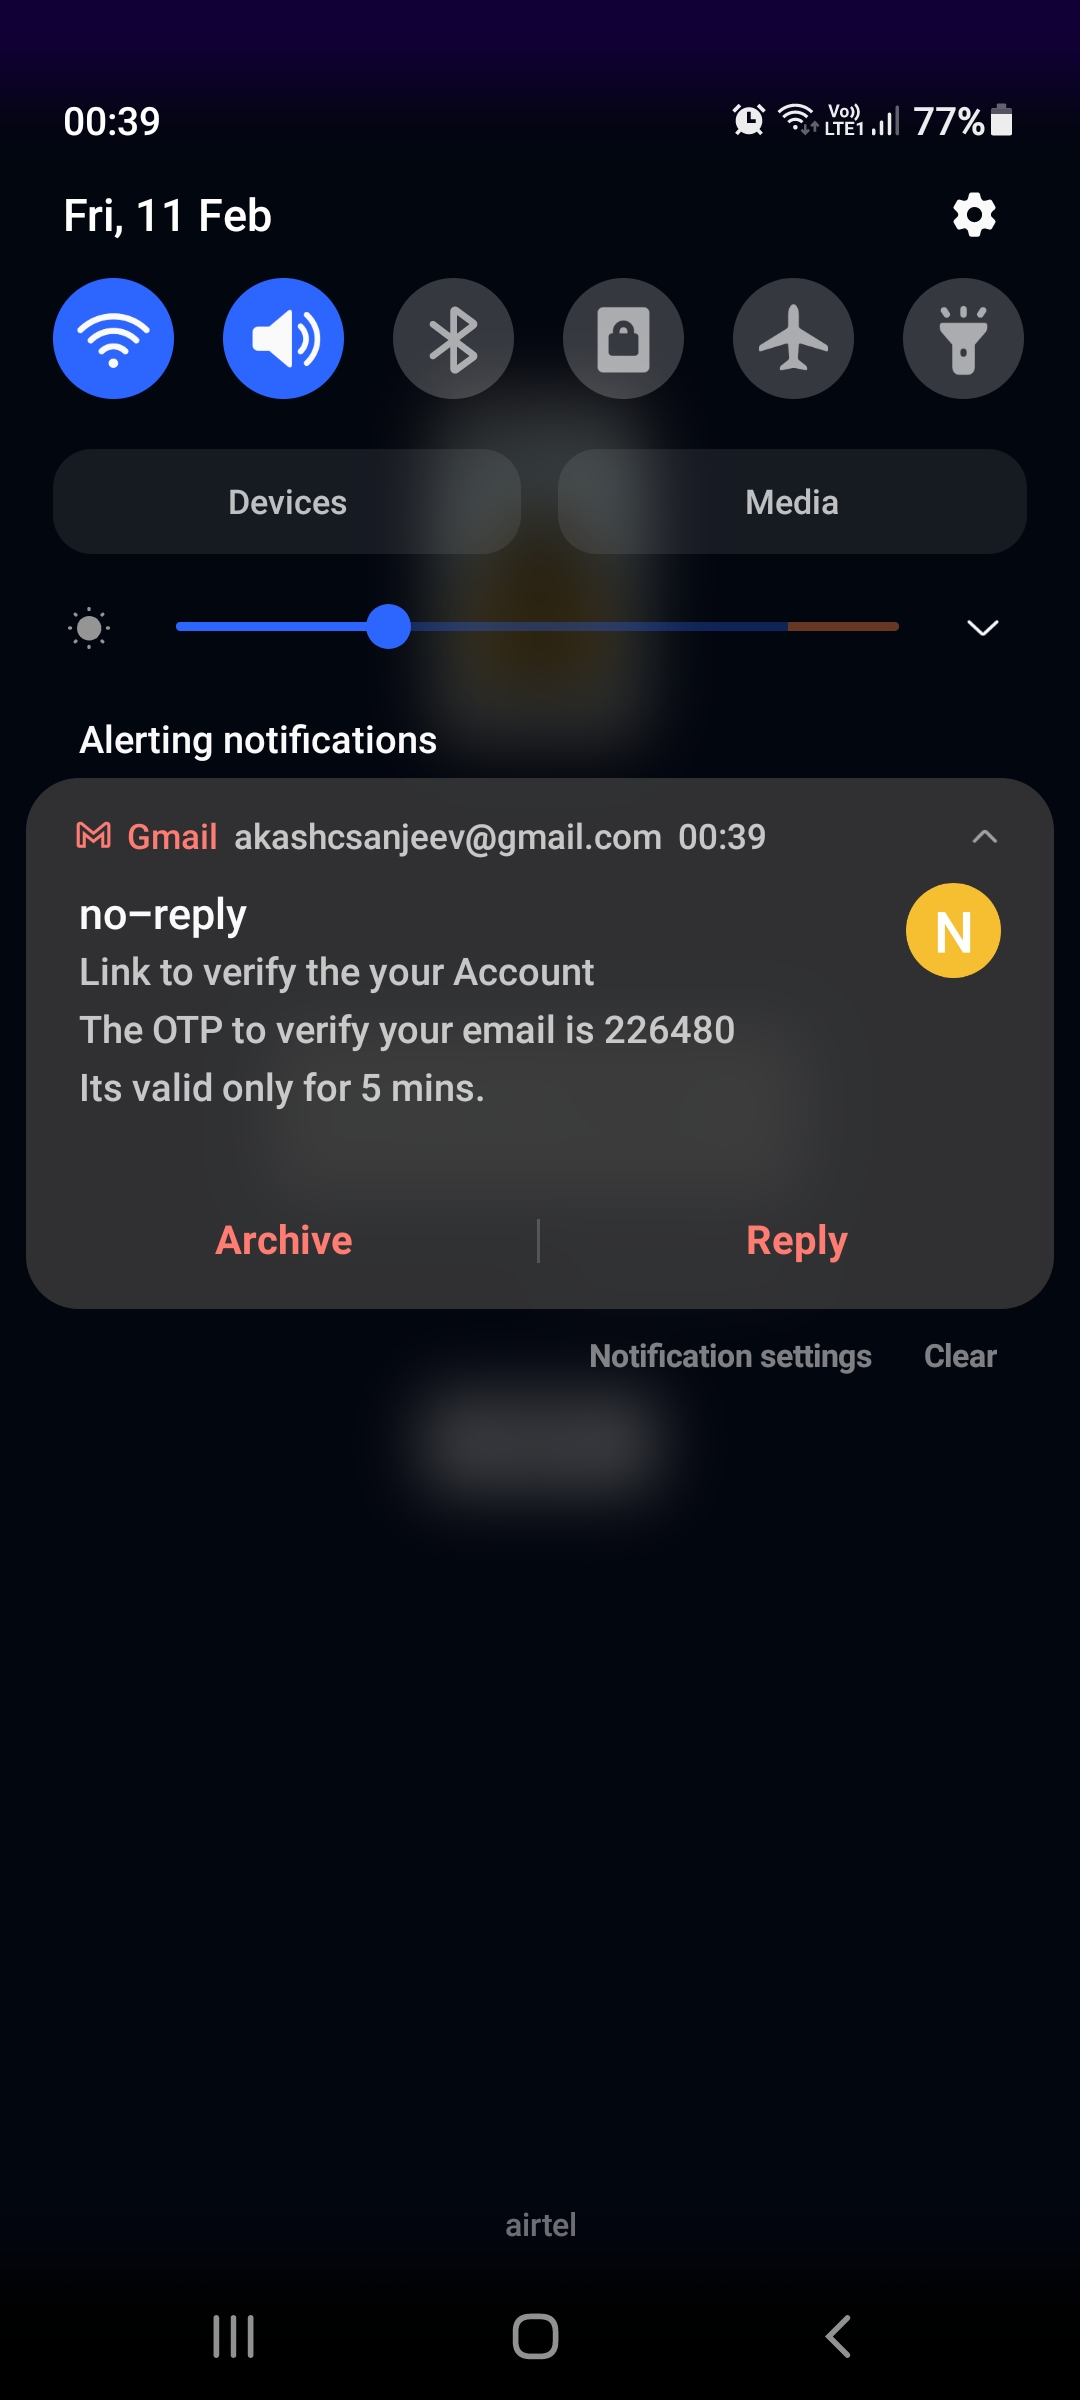 00:39 Vo)) LTE1 77%
Fri, 11 Feb
Devices Media
Alerting notifications
Gmail akashcsanjeev@gmail.com 00:39
no-reply N
Link to verify the your Account
The OTP to verify your email is 226480
Its valid only for 5 mins.
Archive Reply
Notification settings Clear
airtel